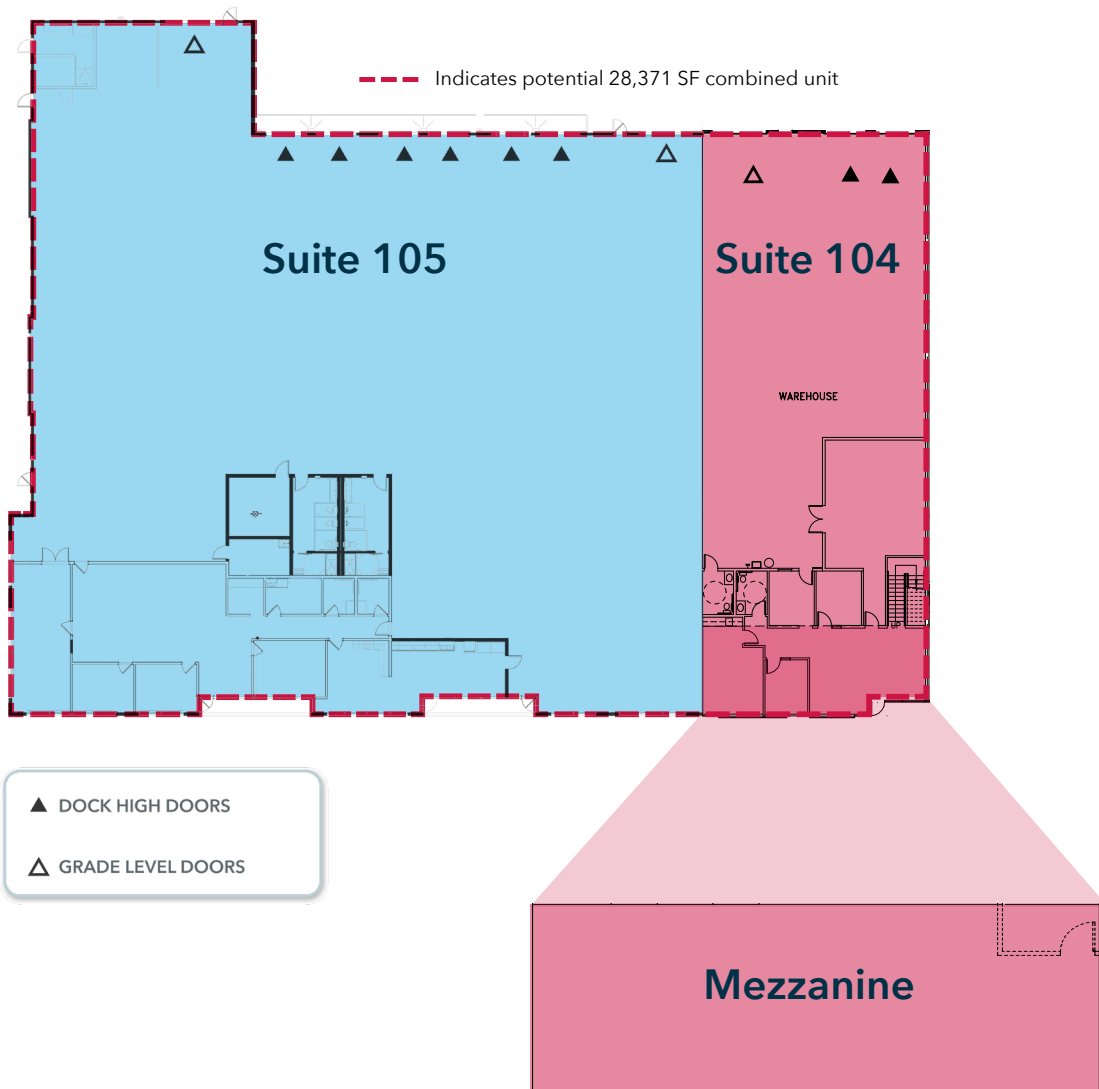 Indicates potential 28,371 SF combined unit
Suite 105
Suite 104
WAREHOUSE
DOCK HIGH DOORS
GRADE LEVEL DOORS
Mezzanine